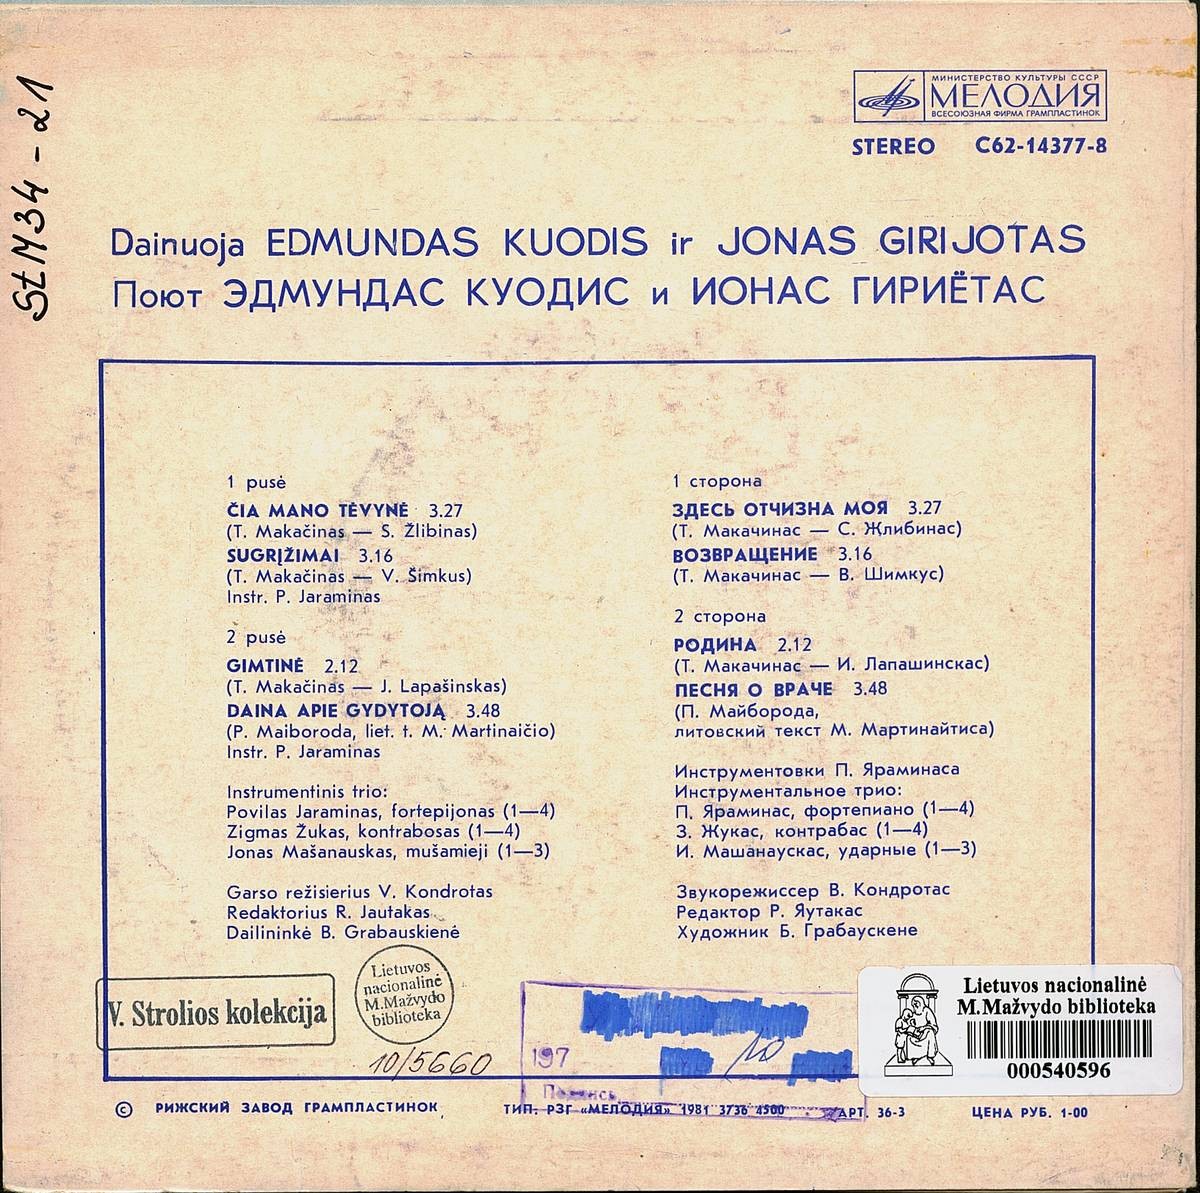 StM34-21
МИНИСТЕРСТВО КУЛЬТУРЫ СССР
МЕЛОДИЯ
ВСЕСОЮЗНАЯ ФИРМА ГРАМПЛАСТИНОК
STEREO С62-14377-8
Dainuoja EDMUNDAS KUODIS ir JONAS GIRIJOTAS
Поют ЭДМУНДАС КУОДИС и ИОНАС ГИРИЁТАС
1 pusė
ČIA MANO TĖVYNĖ 3.27
(T. Makačinas — S. Žlibinas)
SUGRĮŽIMAI 3.16
(T. Makačinas — V. Šimkus)
Instr. P. Jaraminas
2 pusė
GIMTINĖ 2.12
(T. Makačinas — J. Lapašinskas)
DAINA APIE GYDYTOJĄ 3.48
(P. Maiboroda, liet. t. M. Martinaičio)
Instr. P. Jaraminas
Instrumentinis trio:
Povilas Jaraminas, fortepijonas (1—4)
Zigmas Žukas, kontrabosas (1—4)
Jonas Mašanauskas, mušamieji (1—3)
Garso režisierius V. Kondrotas
Redaktorius R. Jautakas
Dailininkė B. Grabauskienė
1 сторона
ЗДЕСЬ ОТЧИЗНА МОЯ 3.27
(Т. Макачинас — С. Жлибинас)
ВОЗВРАЩЕНИЕ 3.16
(Т. Макачинас — В. Шимкус)
2 сторона
РОДИНА 2.12
(Т. Макачинас — И. Лапашинскас)
ПЕСНЯ О ВРАЧЕ 3.48
(П. Майборода,
литовский текст М. Мартинайтиса)
Инструментовки П. Яраминаса
Инструментальное трио:
П. Яраминас, фортепиано (1—4)
З. Жукас, контрабас (1—4)
И. Машанаускас, ударные (1—3)
Звукорежиссер В. Кондротас
Редактор Р. Яутакас
Художник Б. Грабаускене
V. Strolios kolekcija
Lietuvos
nacionalinė
M.Mažvydo
biblioteka
10/5660
197
10
Подпись
Lietuvos nacionalinė
M.Mažvydo biblioteka
000540596
© РИЖСКИЙ ЗАВОД ГРАМПЛАСТИНОК, ТИП. РЗГ «МЕЛОДИЯ» 1981 3736 4500 АРТ. 36-3 ЦЕНА РУБ. 1-00